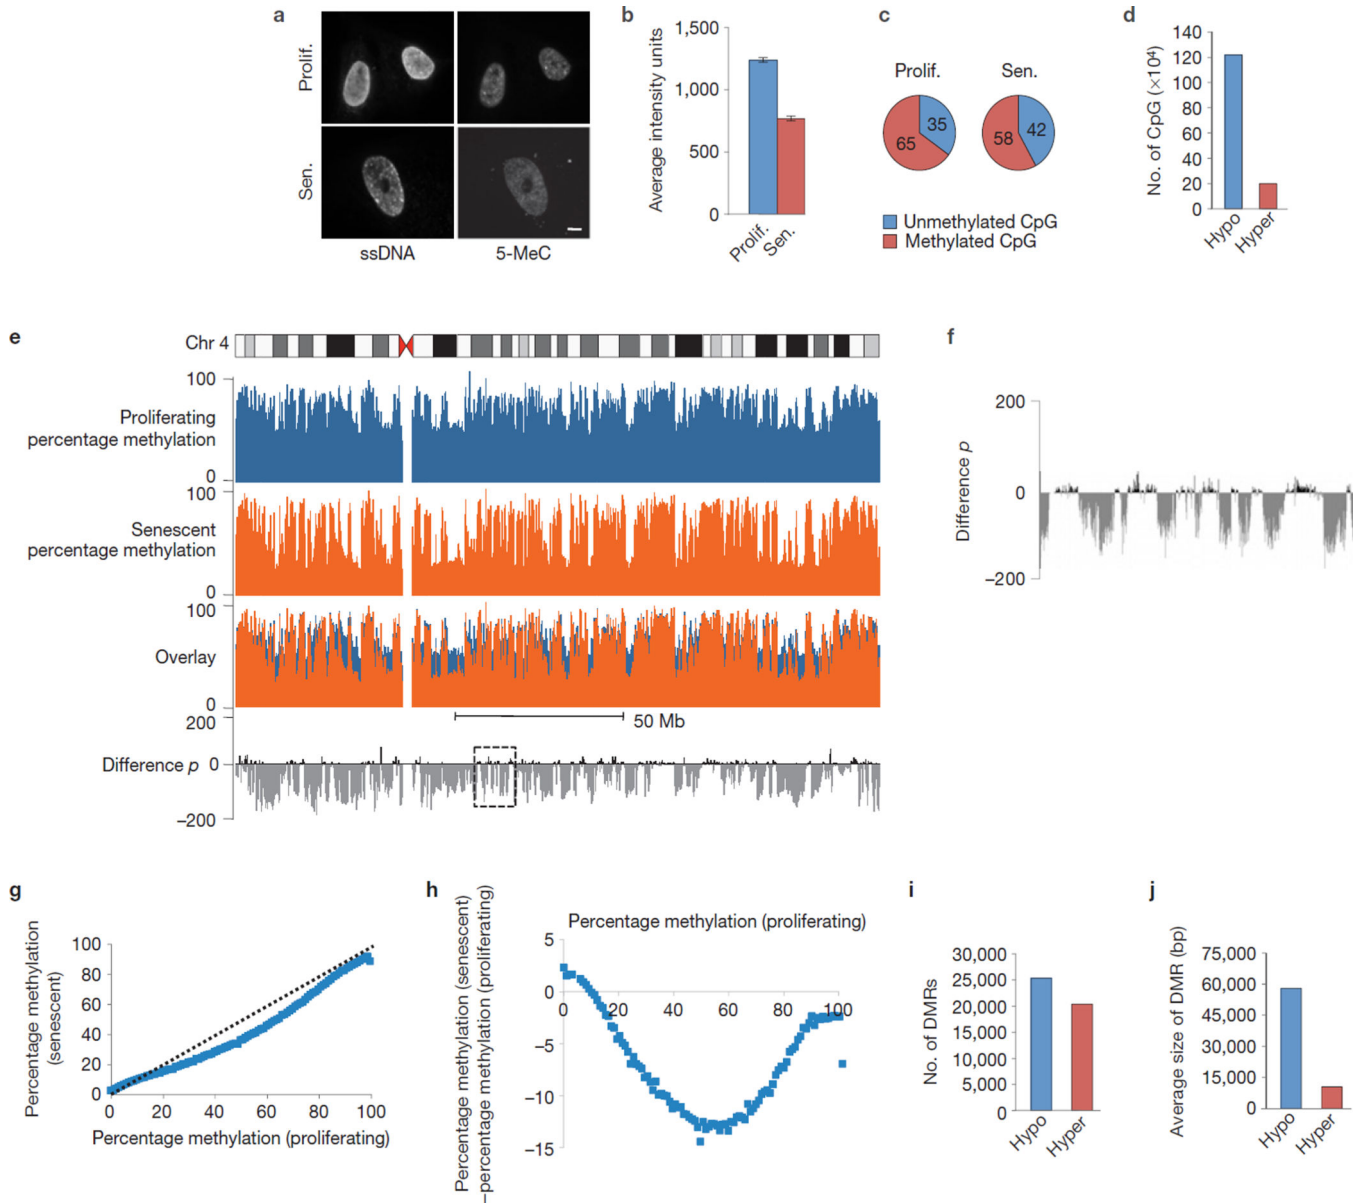 a
Prolif.
Sen.
ssDNA
5-MeC
b
Average intensity units
1,500
1,000
500
0
Prolif.
Sen.
c
Prolif.
Sen.
35
65
42
58
Unmethylated CpG
Methylated CpG
d
No. of CpG (×10⁴)
140
120
100
80
60
40
20
0
Hypo
Hyper
e
Chr 4
100
Proliferating
percentage methylation
0
100
Senescent
percentage methylation
0
100
Overlay
0
50 Mb
200
Difference p 0
−200
f
200
Difference p
0
−200
g
Percentage methylation
(senescent)
100
80
60
40
20
0
0 20 40 60 80 100
Percentage methylation (proliferating)
h
Percentage methylation (senescent)
–percentage methylation (proliferating)
Percentage methylation (proliferating)
5
0
20 40 60 80 100
−5
−10
−15
i
No. of DMRs
30,000
25,000
20,000
15,000
10,000
5,000
0
Hypo
Hyper
j
Average size of DMR (bp)
75,000
60,000
45,000
30,000
15,000
0
Hypo
Hyper